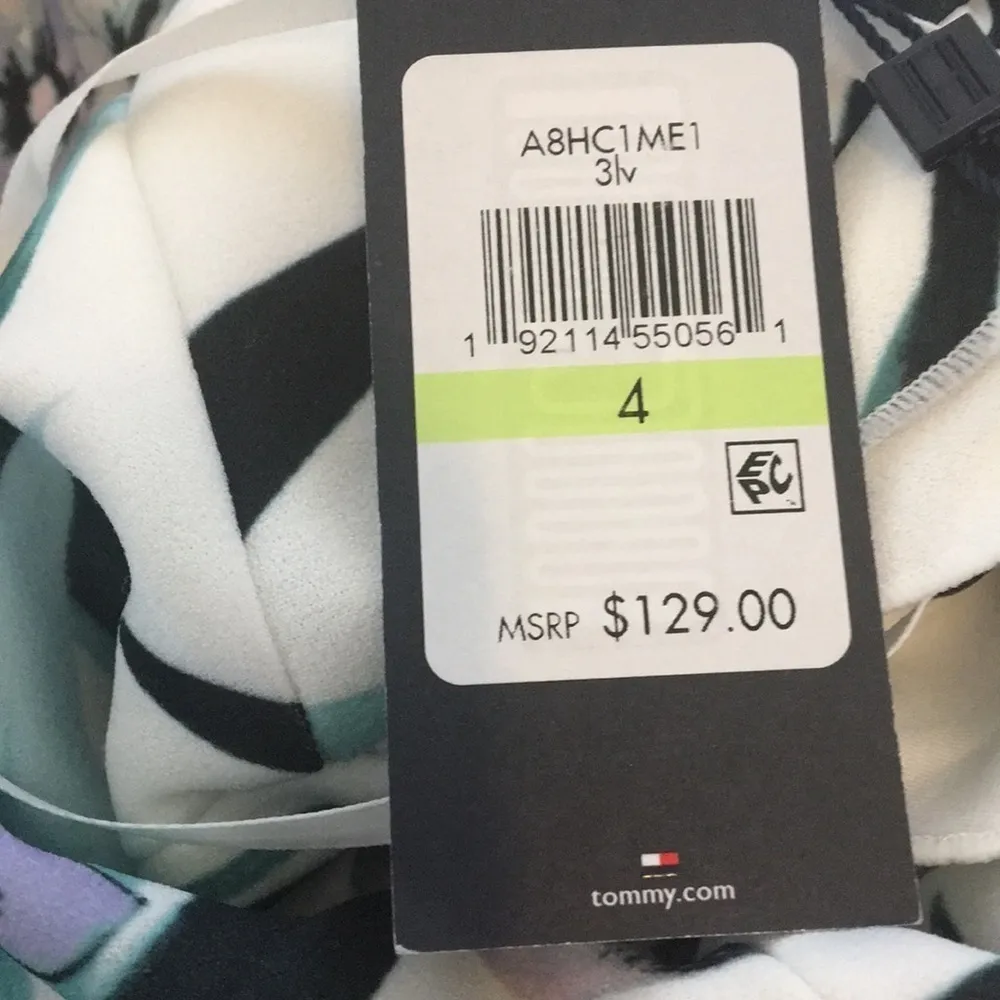 A8HC1ME1
3lv
1 92114 55056 1
4
EPC
MSRP $129.00
tommy.com